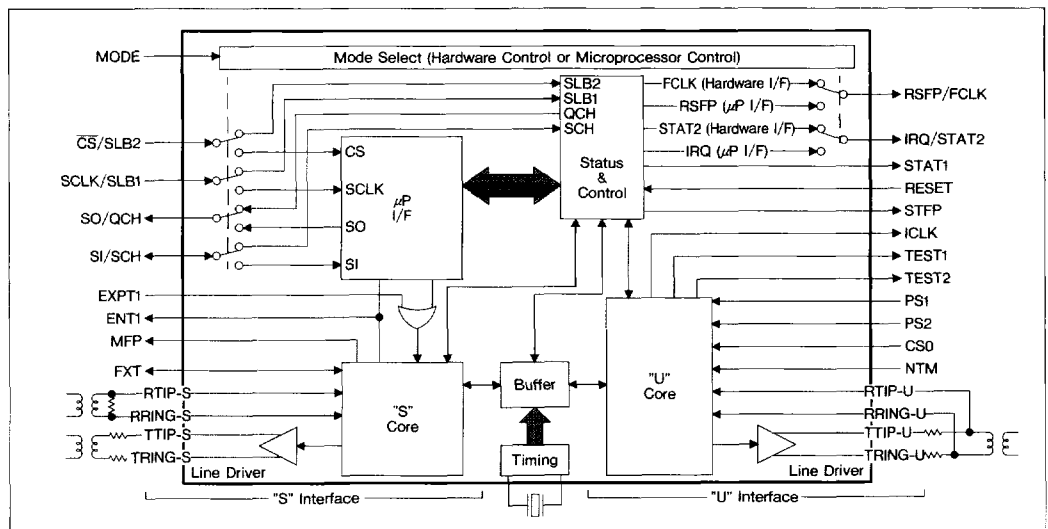 MODE
Mode Select (Hardware Control or Microprocessor Control)
C̅S̅/SLB2
SCLK/SLB1
SO/QCH
SI/SCH
EXPT1
ENT1
MFP
FXT
RTIP-S
RRING-S
TTIP-S
TRING-S
CS
SCLK
SO
SI
μP
I/F
SLB2
SLB1
QCH
SCH
Status
&
Control
FCLK (Hardware I/F)
RSFP (μP I/F)
STAT2 (Hardware I/F)
IRQ (μP I/F)
RSFP/FCLK
IRQ/STAT2
STAT1
RESET
STFP
ICLK
TEST1
TEST2
PS1
PS2
CS0
NTM
RTIP-U
RRING-U
TTIP-U
TRING-U
"S"
Core
Buffer
Timing
"U"
Core
Line Driver
Line Driver
"S" Interface
"U" Interface